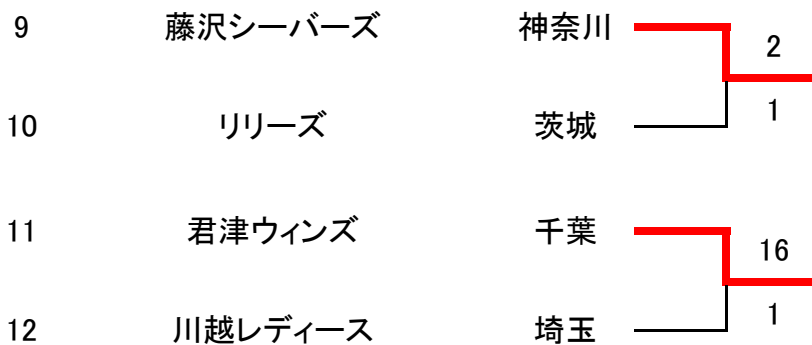 9 藤沢シーバーズ 神奈川
2
10 リリーズ 茨城
1
11 君津ウィンズ 千葉
16
12 川越レディース 埼玉
1